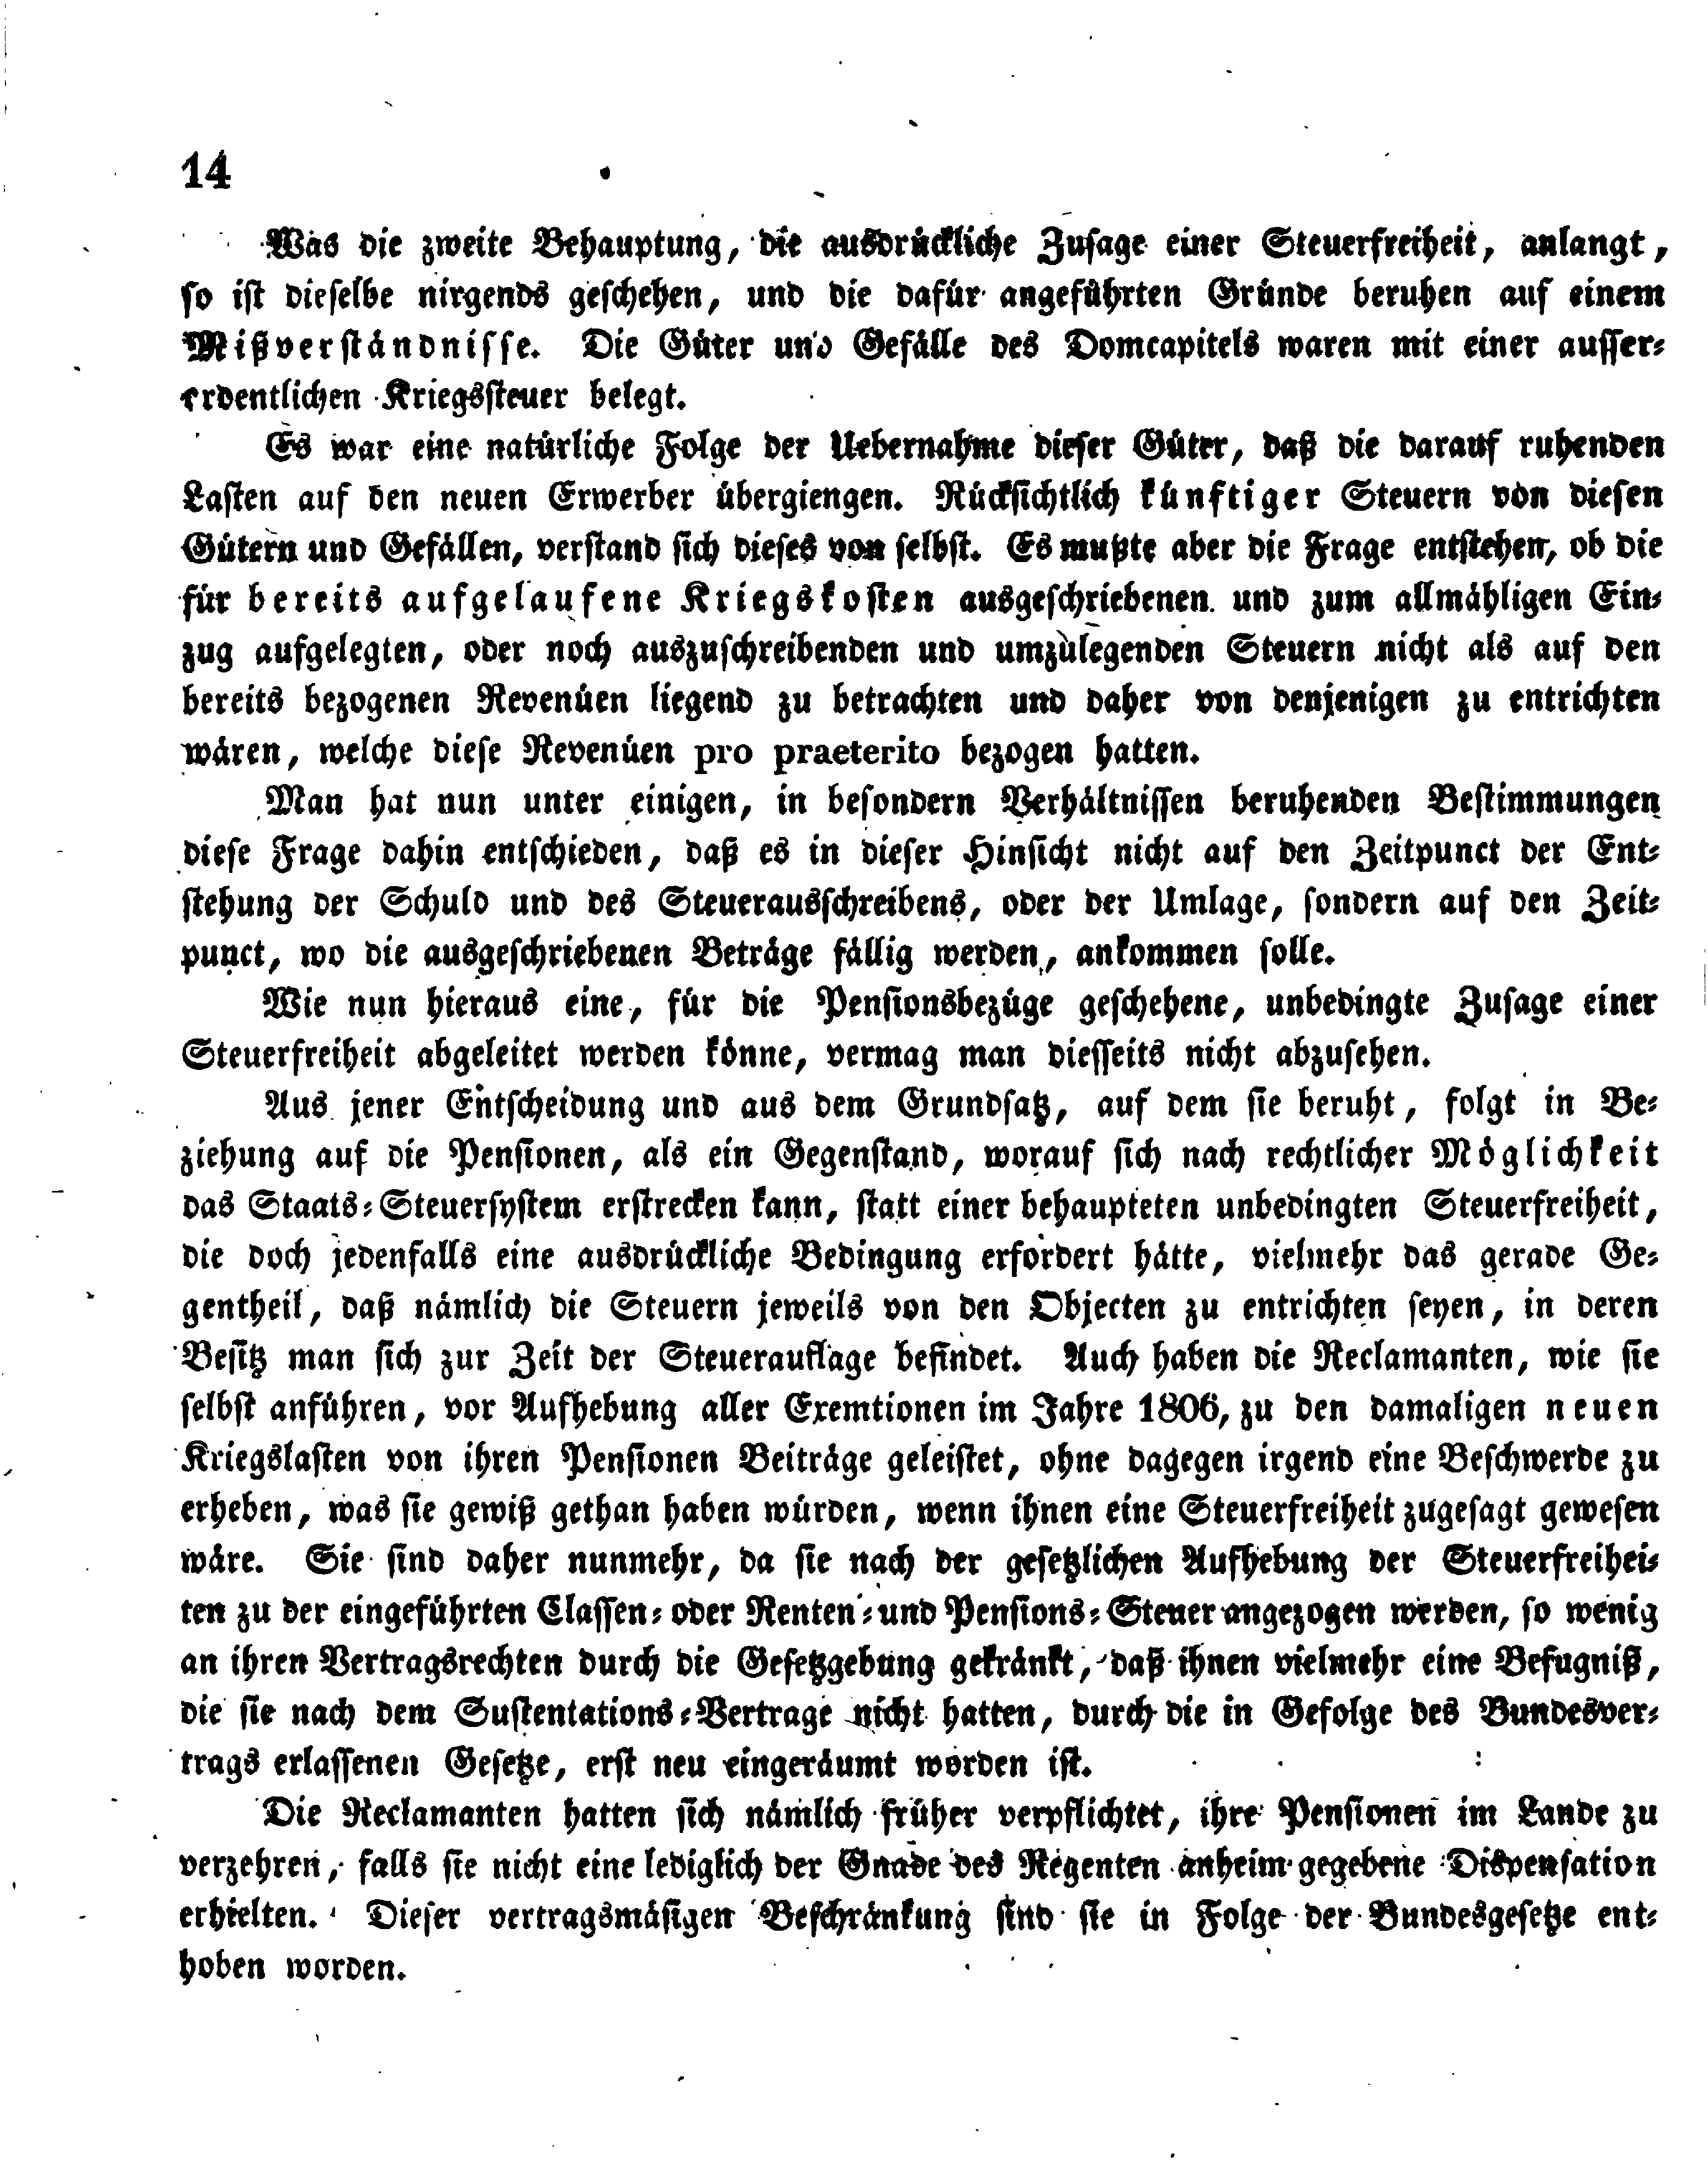 14
Was die zweite Behauptung, die ausdrückliche Zusage einer Steuerfreiheit, anlangt,
so ist dieselbe nirgends geschehen, und die dafür angeführten Gründe beruhen auf einem
Mißverständnisse. Die Güter und Gefälle des Domcapitels waren mit einer ausser-
erdentlichen Kriegssteuer belegt.
Es war eine natürliche Folge der Uebernahme dieser Güter, daß die darauf ruhenden
Lasten auf den neuen Erwerber übergiengen. Rücksichtlich künftiger Steuern von diesen
Gütern und Gefällen, verstand sich dieses von selbst. Es mußte aber die Frage entstehen, ob die
für bereits aufgelaufene Kriegskosten ausgeschriebenen und zum allmähligen Ein-
zug aufgelegten, oder noch auszuschreibenden und umzulegenden Steuern nicht als auf den
bereits bezogenen Revenüen liegend zu betrachten und daher von denjenigen zu entrichten
wären, welche diese Revenüen pro praeterito bezogen hatten.
Man hat nun unter einigen, in besondern Verhältnissen beruhenden Bestimmungen
diese Frage dahin entschieden, daß es in dieser Hinsicht nicht auf den Zeitpunct der Ent-
stehung der Schuld und des Steuerausschreibens, oder der Umlage, sondern auf den Zeit-
punct, wo die ausgeschriebenen Beträge fällig werden, ankommen solle.
Wie nun hieraus eine, für die Pensionsbezüge geschehene, unbedingte Zusage einer
Steuerfreiheit abgeleitet werden könne, vermag man diesseits nicht abzusehen.
Aus jener Entscheidung und aus dem Grundsatz, auf dem sie beruht, folgt in Be-
ziehung auf die Pensionen, als ein Gegenstand, worauf sich nach rechtlicher Möglichkeit
das Staats-Steuersystem erstrecken kann, statt einer behaupteten unbedingten Steuerfreiheit,
die doch jedenfalls eine ausdrückliche Bedingung erfordert hätte, vielmehr das gerade Ge-
gentheil, daß nämlich die Steuern jeweils von den Objecten zu entrichten seyen, in deren
Besitz man sich zur Zeit der Steuerauflage befindet. Auch haben die Reclamanten, wie sie
selbst anführen, vor Aufhebung aller Exemtionen im Jahre 1806, zu den damaligen neuen
Kriegslasten von ihren Pensionen Beiträge geleistet, ohne dagegen irgend eine Beschwerde zu
erheben, was sie gewiß gethan haben würden, wenn ihnen eine Steuerfreiheit zugesagt gewesen
wäre. Sie sind daher nunmehr, da sie nach der gesetzlichen Aufhebung der Steuerfreihei-
ten zu der eingeführten Classen- oder Renten- und Pensions-Steuer angezogen werden, so wenig
an ihren Vertragsrechten durch die Gesetzgebung gekränkt, daß ihnen vielmehr eine Befugniß,
die sie nach dem Sustentations-Vertrage nicht hatten, durch die in Gefolge des Bundesver-
trags erlassenen Gesetze, erst neu eingeräumt worden ist.
Die Reclamanten hatten sich nämlich früher verpflichtet, ihre Pensionen im Lande zu
verzehren, falls sie nicht eine lediglich der Gnade des Regenten anheim gegebene Dispensation
erhielten. Dieser vertragsmäsigen Beschränkung sind sie in Folge der Bundesgesetze ent-
hoben worden.